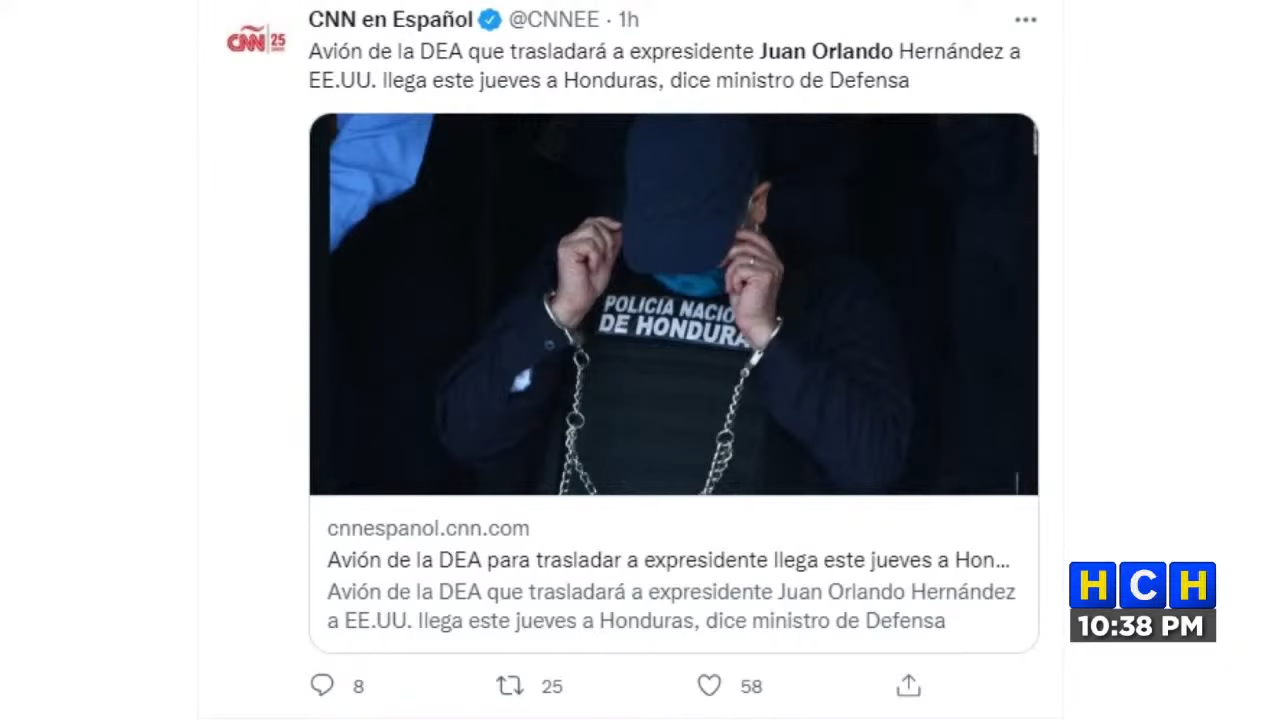 CNN en Español @CNNEE · 1h
CNN 25
Avión de la DEA que trasladará a expresidente Juan Orlando Hernández a
EE.UU. llega este jueves a Honduras, dice ministro de Defensa
POLICIA NACIO
DE HONDURA
cnnespanol.cnn.com
Avión de la DEA para trasladar a expresidente llega este jueves a Hon...
Avión de la DEA que trasladará a expresidente Juan Orlando Hernández
a EE.UU. llega este jueves a Honduras, dice ministro de Defensa
HCH
10:38 PM
8 25 58